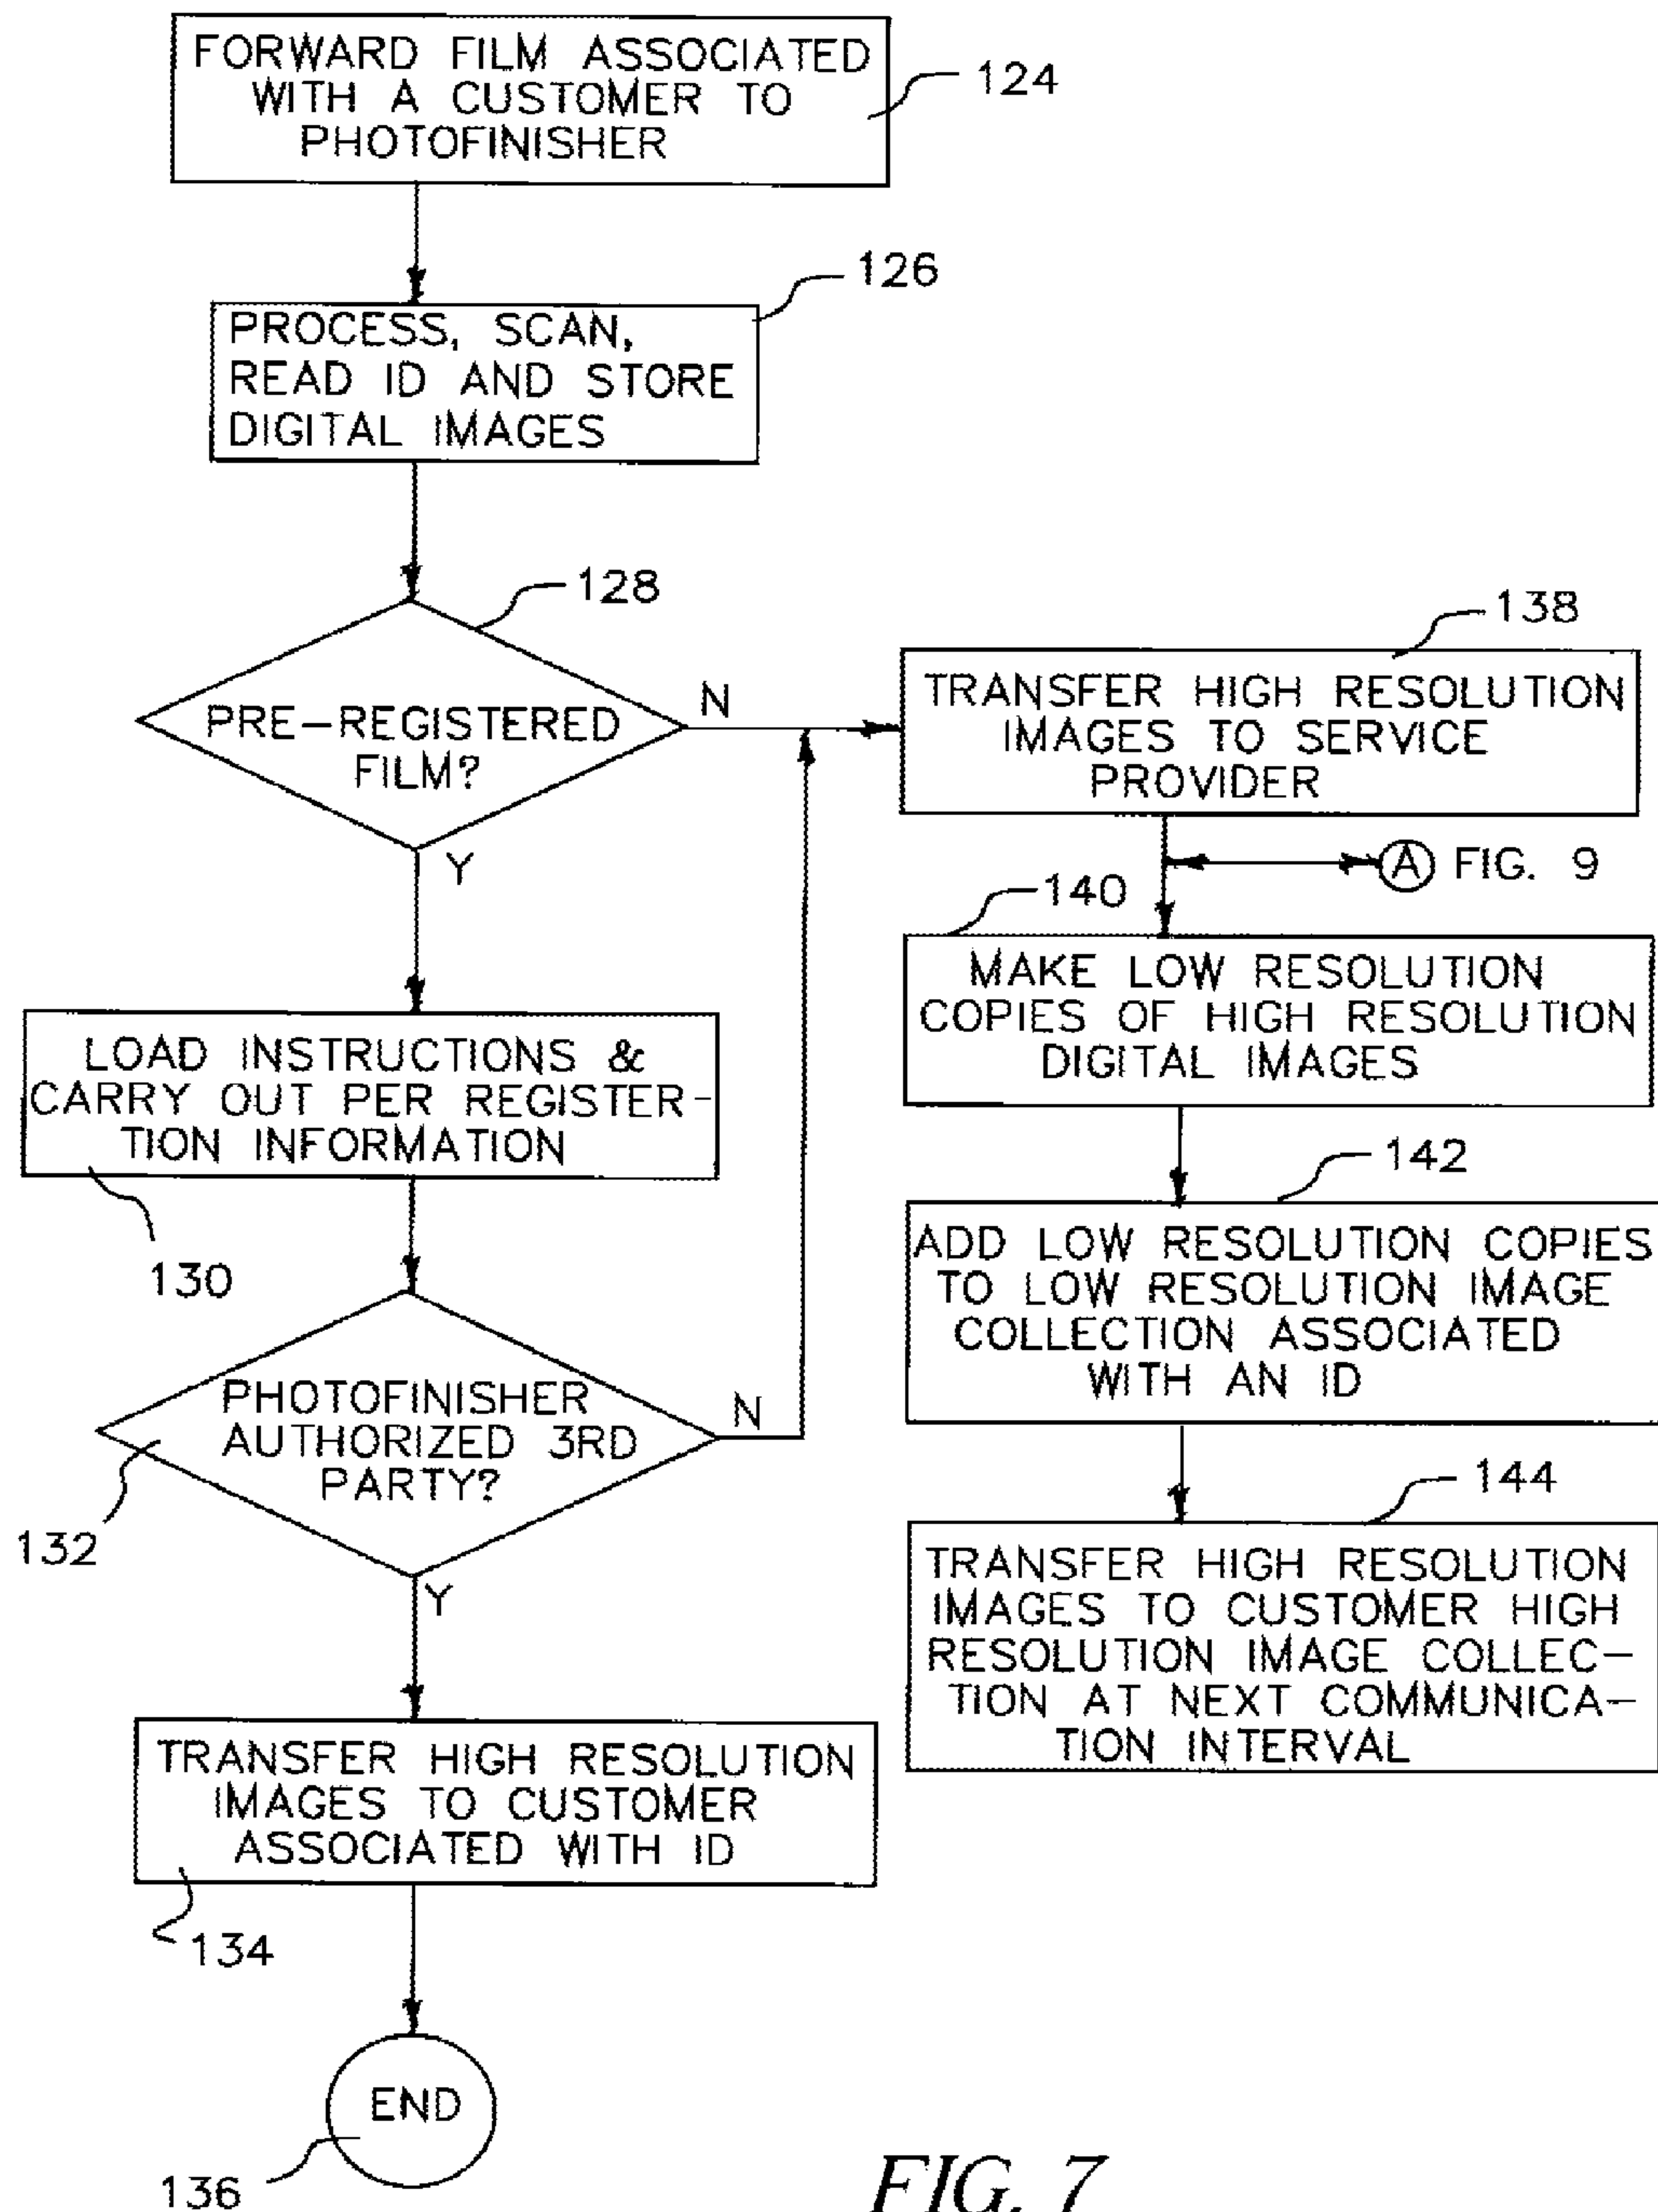 FORWARD FILM ASSOCIATED
WITH A CUSTOMER TO
PHOTOFINISHER
124
126
PROCESS, SCAN,
READ ID AND STORE
DIGITAL IMAGES
128
PRE-REGISTERED
FILM?
N
Y
LOAD INSTRUCTIONS &
CARRY OUT PER REGISTER-
TION INFORMATION
130
PHOTOFINISHER
AUTHORIZED 3RD
PARTY?
N
132
Y
TRANSFER HIGH RESOLUTION
IMAGES TO CUSTOMER
ASSOCIATED WITH ID
134
END
136
138
TRANSFER HIGH RESOLUTION
IMAGES TO SERVICE
PROVIDER
A FIG. 9
140
MAKE LOW RESOLUTION
COPIES OF HIGH RESOLUTION
DIGITAL IMAGES
142
ADD LOW RESOLUTION COPIES
TO LOW RESOLUTION IMAGE
COLLECTION ASSOCIATED
WITH AN ID
144
TRANSFER HIGH RESOLUTION
IMAGES TO CUSTOMER HIGH
RESOLUTION IMAGE COLLEC-
TION AT NEXT COMMUNICA-
TION INTERVAL
FIG. 7